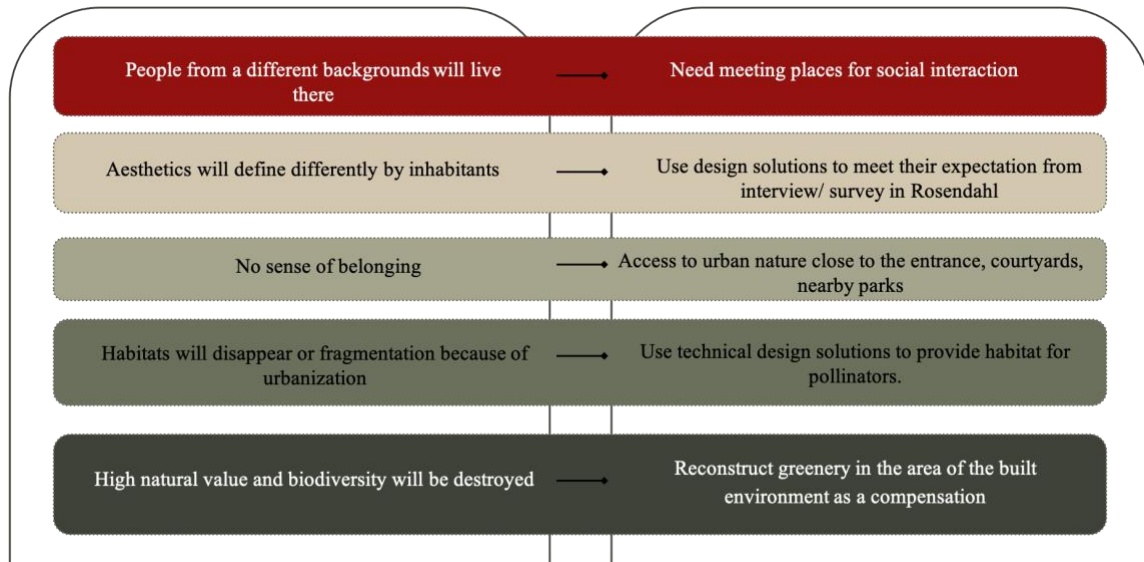 People from a different backgrounds will live
there
Need meeting places for social interaction
Aesthetics will define differently by inhabitants
Use design solutions to meet their expectation from
interview/ survey in Rosendahl
No sense of belonging
Access to urban nature close to the entrance, courtyards,
nearby parks
Habitats will disappear or fragmentation because of
urbanization
Use technical design solutions to provide habitat for
pollinators.
High natural value and biodiversity will be destroyed
Reconstruct greenery in the area of the built
environment as a compensation